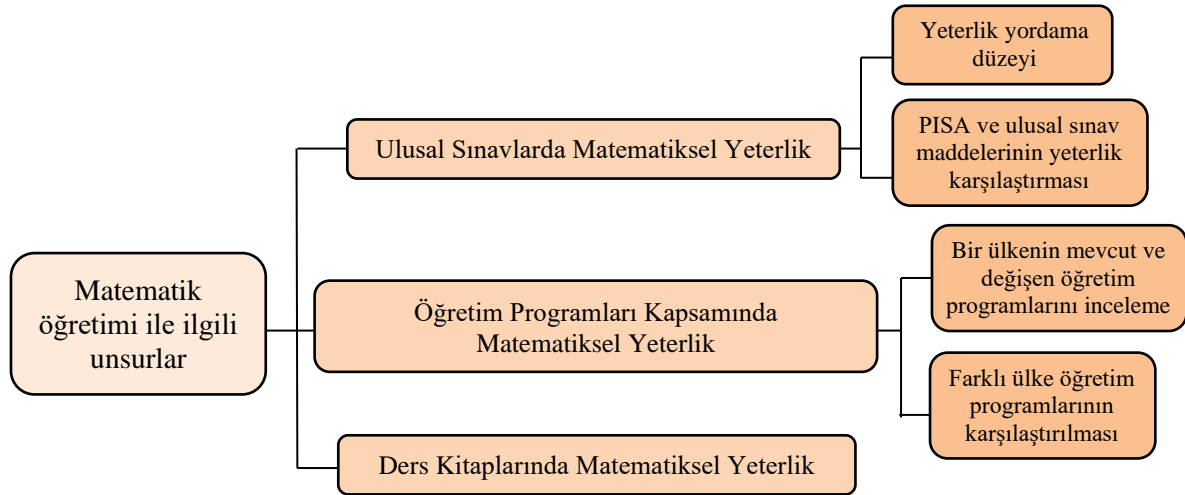 Yeterlik yordama
düzeyi
Ulusal Sınavlarda Matematiksel Yeterlik
PISA ve ulusal sınav
maddelerinin yeterlik
karşılaştırması
Matematik
öğretimi ile ilgili
unsurlar
Öğretim Programları Kapsamında
Matematiksel Yeterlik
Bir ülkenin mevcut ve
değişen öğretim
programlarını inceleme
Farklı ülke öğretim
programlarının
karşılaştırılması
Ders Kitaplarında Matematiksel Yeterlik